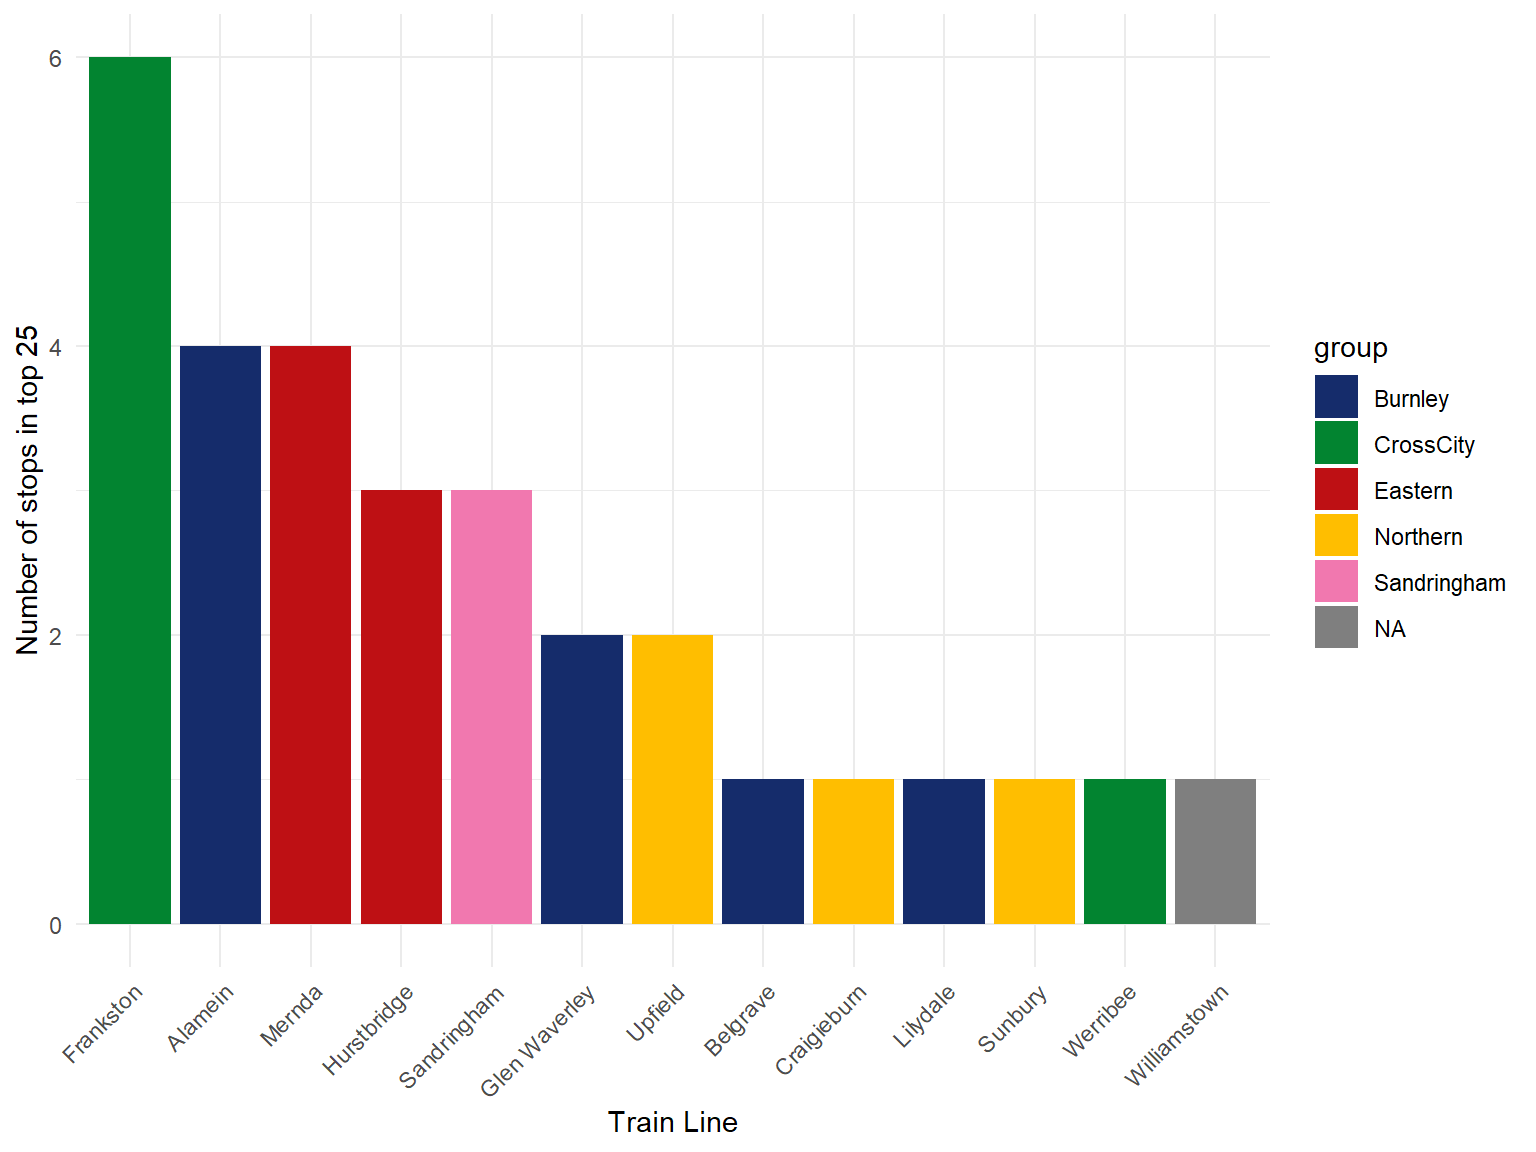 6
4
2
0
Number of stops in top 25
Frankston
Alamein
Mernda
Hurstbridge
Sandringham
Glen Waverley
Upfield
Belgrave
Craigieburn
Lilydale
Sunbury
Werribee
Williamstown
Train Line
group
Burnley
CrossCity
Eastern
Northern
Sandringham
NA